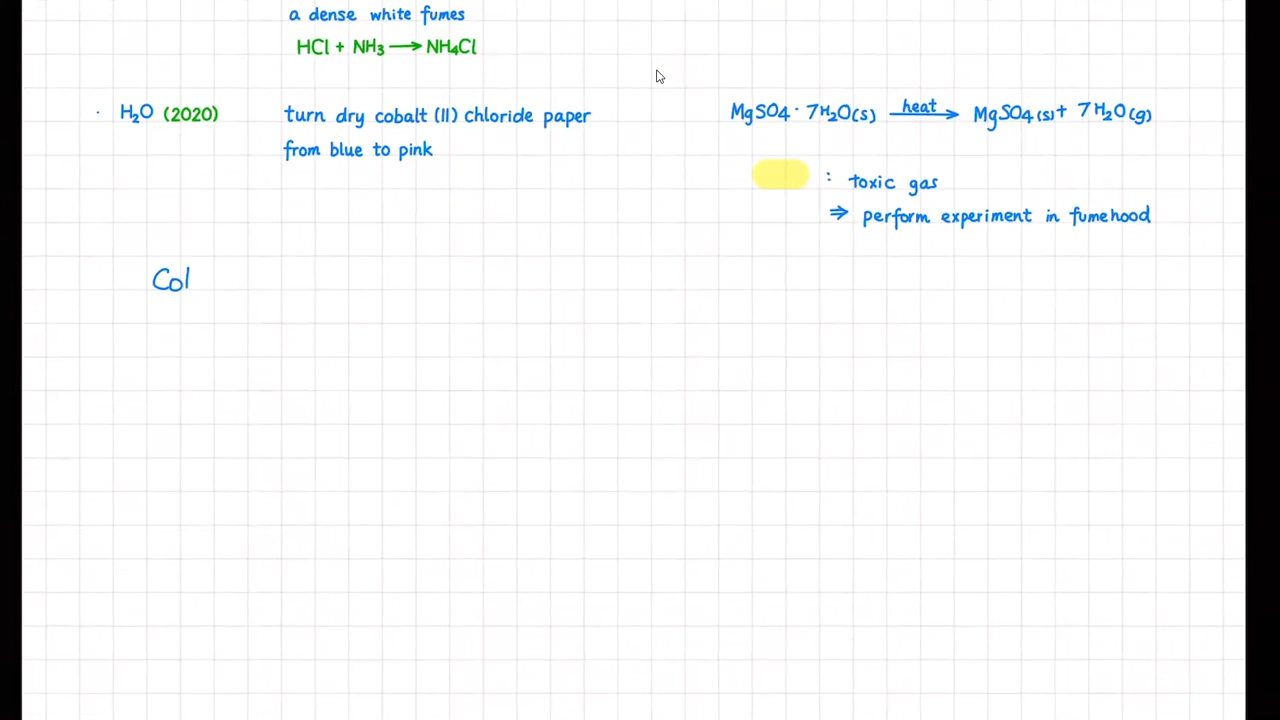 a dense white fumes
HCl + NH₃ ⟶ NH₄Cl
· H₂O (2020) turn dry cobalt (II) chloride paper
from blue to pink
MgSO₄ · 7H₂O(s) heat⟶ MgSO₄(s) + 7H₂O(g)
: toxic gas
⇒ perform experiment in fumehood
Col